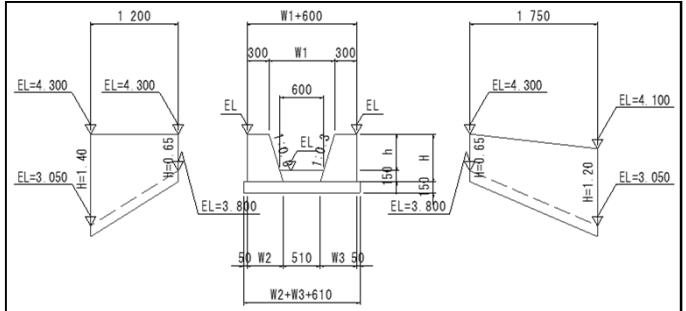 1 200
W1+600
1 750
300
W1
300
EL=4.300
EL=4.300
600
EL=4.300
EL
EL
EL=4.100
EL
1:0.3
1:0.3
h
H
H=1.40
H=0.65
150
150
H=0.65
H=1.20
EL=3.050
EL=3.050
EL=3.800
EL=3.800
50
W2
510
W3
50
W2+W3+610